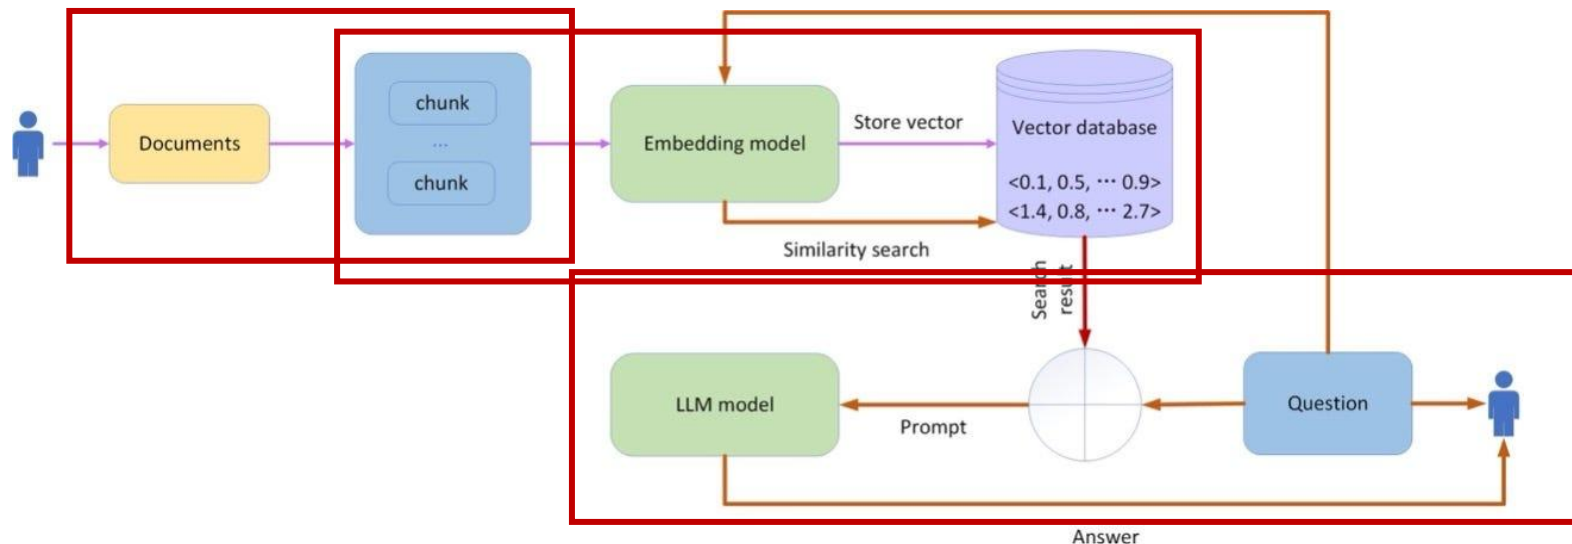 Documents
chunk
...
chunk
Embedding model
Store vector
Similarity search
Vector database
<0.1, 0.5, ··· 0.9>
<1.4, 0.8, ··· 2.7>
Search
result
LLM model
Prompt
Question
Answer